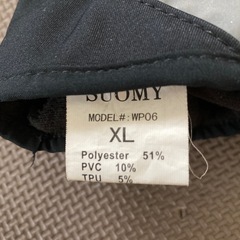 SUOMY
MODEL#: WP06
XL
Polyester 51%
PVC 10%
TPU 5%